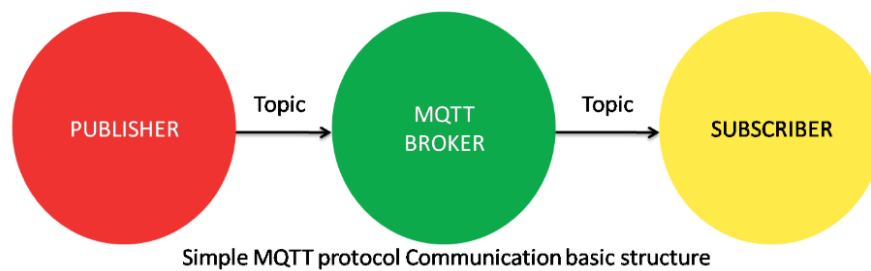 Topic
Topic
PUBLISHER
MQTT
BROKER
SUBSCRIBER
Simple MQTT protocol Communication basic structure